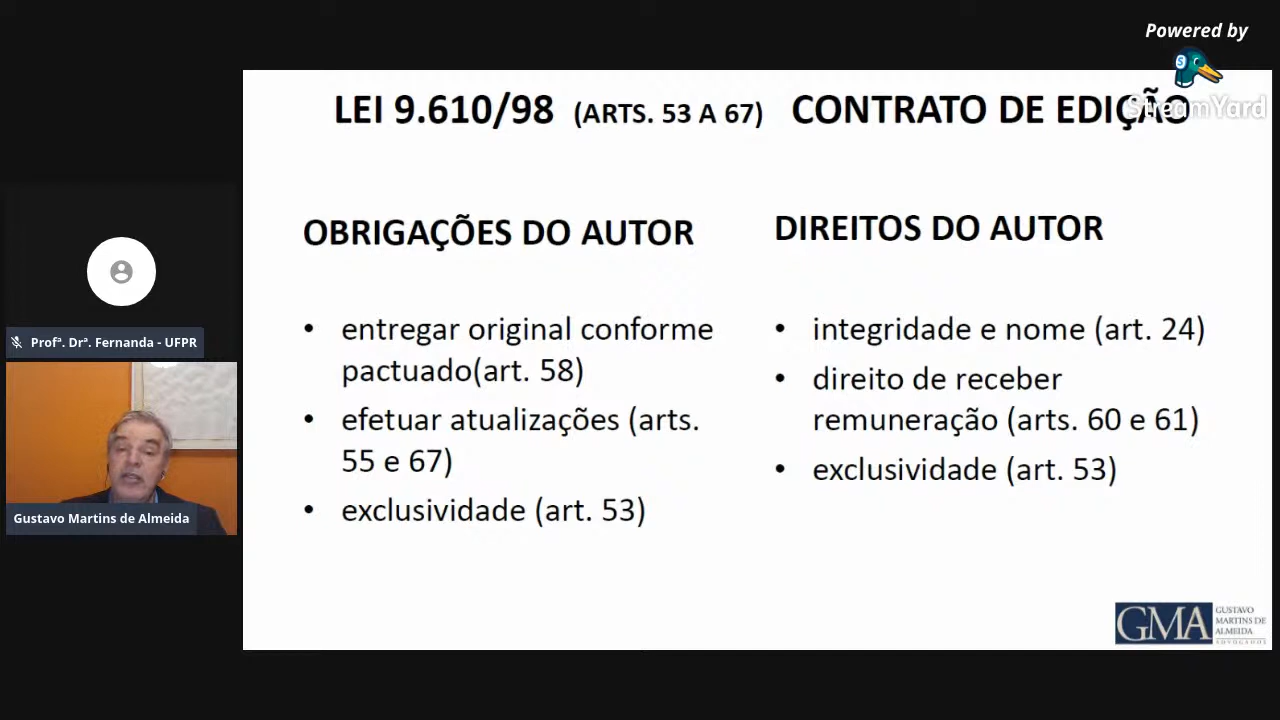 Powered by
StreamYard
LEI 9.610/98 (ARTS. 53 A 67) CONTRATO DE EDIÇÃO
OBRIGAÇÕES DO AUTOR
• entregar original conforme
pactuado(art. 58)
• efetuar atualizações (arts.
55 e 67)
• exclusividade (art. 53)
DIREITOS DO AUTOR
• integridade e nome (art. 24)
• direito de receber
remuneração (arts. 60 e 61)
• exclusividade (art. 53)
Profª. Drª. Fernanda - UFPR
Gustavo Martins de Almeida
GMA
GUSTAVO
MARTINS DE
ALMEIDA
ADVOGADOS